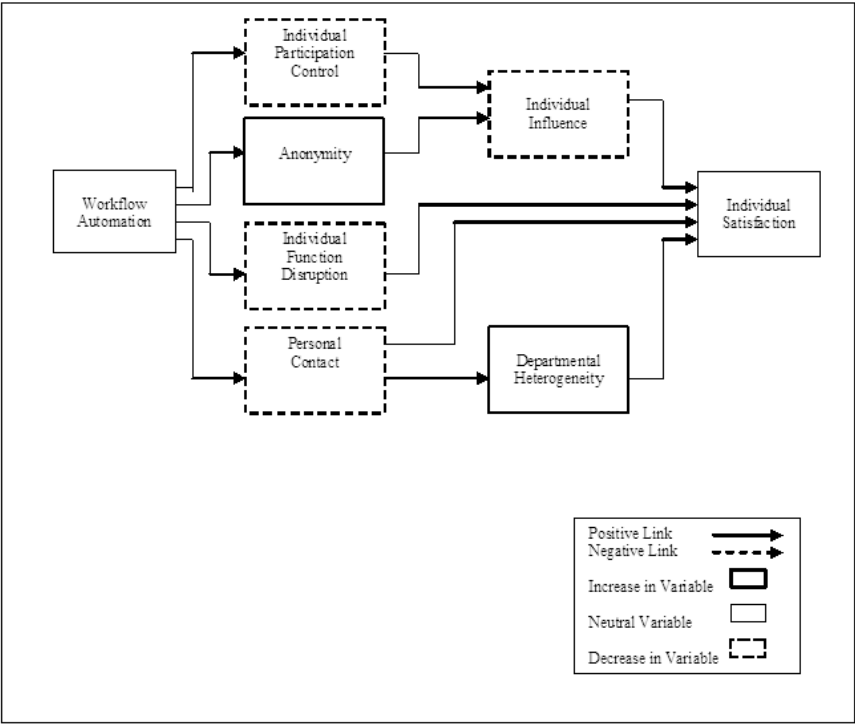 Individual
Participation
Control
Individual
Influence
Anonymity
Workflow
Automation
Individual
Satisfaction
Individual
Function
Disruption
Personal
Contact
Departmental
Heterogeneity
Positive Link
Negative Link
Increase in Variable
Neutral Variable
Decrease in Variable